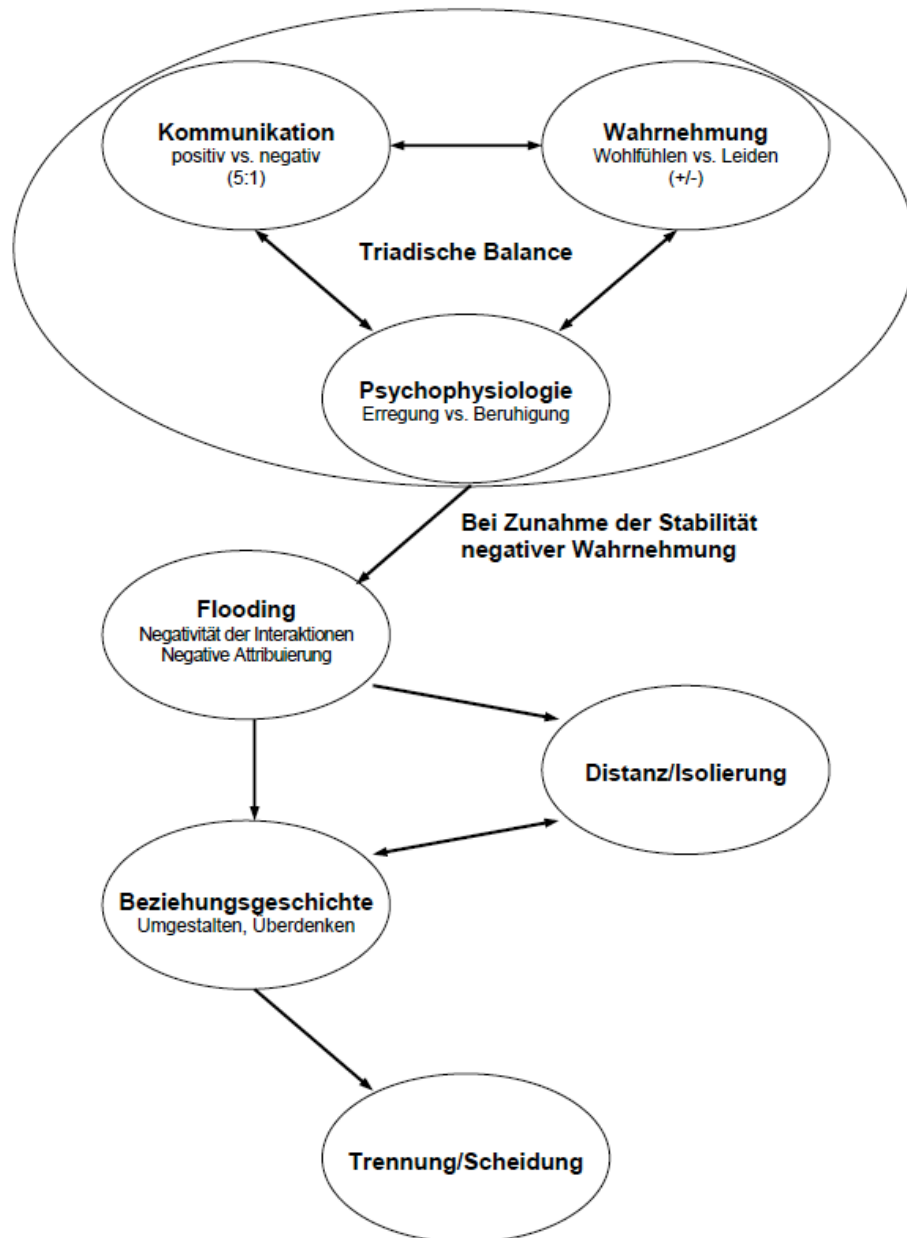 Kommunikation
positiv vs. negativ
(5:1)
Wahrnehmung
Wohlfühlen vs. Leiden
(+/-)
Triadische Balance
Psychophysiologie
Erregung vs. Beruhigung
Bei Zunahme der Stabilität
negativer Wahrnehmung
Flooding
Negativität der Interaktionen
Negative Attribuierung
Distanz/Isolierung
Beziehungsgeschichte
Umgestalten, Überdenken
Trennung/Scheidung